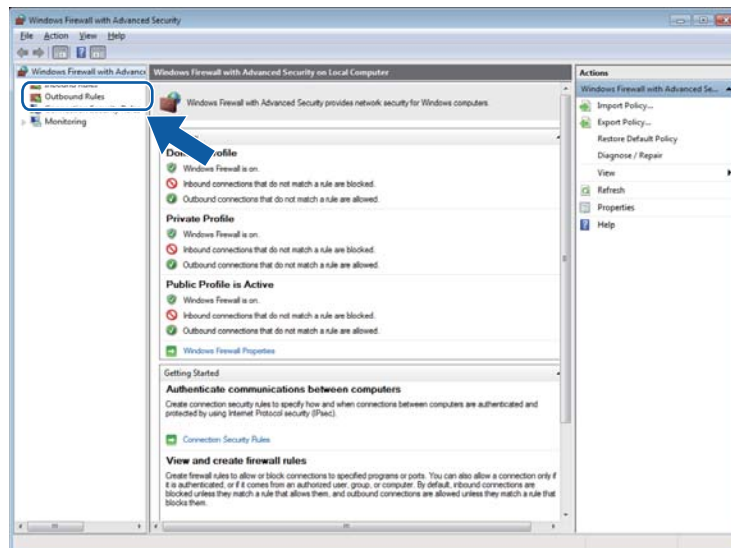 Windows Firewall with Advanced Security
File Action View Help
Windows Firewall with Advance
Inbound Rules
Outbound Rules
Monitoring
Windows Firewall with Advanced Security on Local Computer
Windows Firewall with Advanced Security provides network security for Windows computers.
Windows Firewall is on.
Inbound connections that do not match a rule are blocked.
Outbound connections that do not match a rule are allowed.
Private Profile
Windows Firewall is on.
Inbound connections that do not match a rule are blocked.
Outbound connections that do not match a rule are allowed.
Public Profile is Active
Windows Firewall is on.
Inbound connections that do not match a rule are blocked.
Outbound connections that do not match a rule are allowed.
Windows Firewall Properties
Getting Started
Authenticate communications between computers
Create connection security rules to specify how and when connections between computers are authenticated and
protected by using Internet Protocol security (IPsec).
Connection Security Rules
View and create firewall rules
Create firewall rules to allow or block connections to specified programs or ports. You can also allow a connection only if
it is authenticated, or if it comes from an authorized user, group, or computer. By default, inbound connections are
blocked unless they match a rule that allows them, and outbound connections are allowed unless they match a rule that
blocks them.
Actions
Windows Firewall with Advanced Se...
Import Policy...
Export Policy...
Restore Default Policy
Diagnose / Repair
View
Refresh
Properties
Help